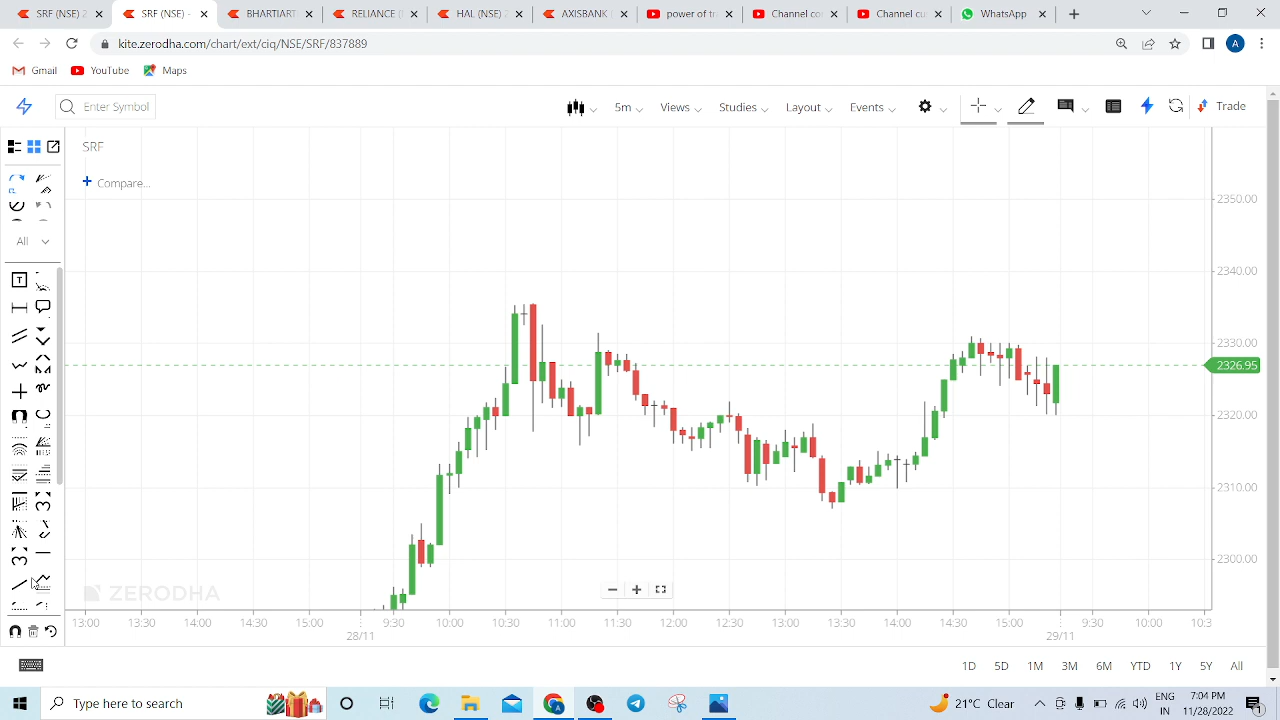 SRF (NSE) 2
SRF (NSE) -
BHARTIART
RELIANCE (
HAL (NSE) 2
AXISBANK
power of tr
Channel co
Channel cu
WhatsApp
kite.zerodha.com/chart/ext/ciq/NSE/SRF/837889
A
Gmail
YouTube
Maps
Enter Symbol
5m
Views
Studies
Layout
Events
Trade
SRF
Compare...
All
T
2350.00
2340.00
2330.00
2326.95
2320.00
2310.00
2300.00
ZERODHA
13:00 13:30 14:00 14:30 15:00 9:30 10:00 10:30 11:00 11:30 12:00 12:30 13:00 13:30 14:00 14:30 15:00 9:30 10:00 10:3
28/11 29/11
1D 5D 1M 3M 6M YTD 1Y 5Y All
Type here to search
21°C Clear
ENG
IN
7:04 PM
11/28/2022
1